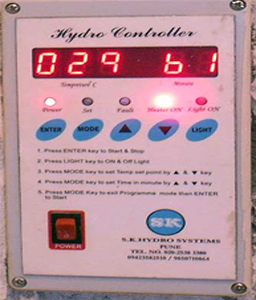 Hydro Controller
029 61
Temperature C Minute
Power Set Fault Heater ON Light ON
ENTER MODE LIGHT
1. Press ENTER key to Start & Stop
2. Press LIGHT key to ON & Off Light
3. Press MODE key to set Temp set point by ▲ & ▼ key
4. Press MODE key to set Time in minute by ▲ & ▼ key
5. Press MODE key to exit Programme mode then ENTER
to Start
POWER
SK
S.K.HYDRO SYSTEMS
PUNE